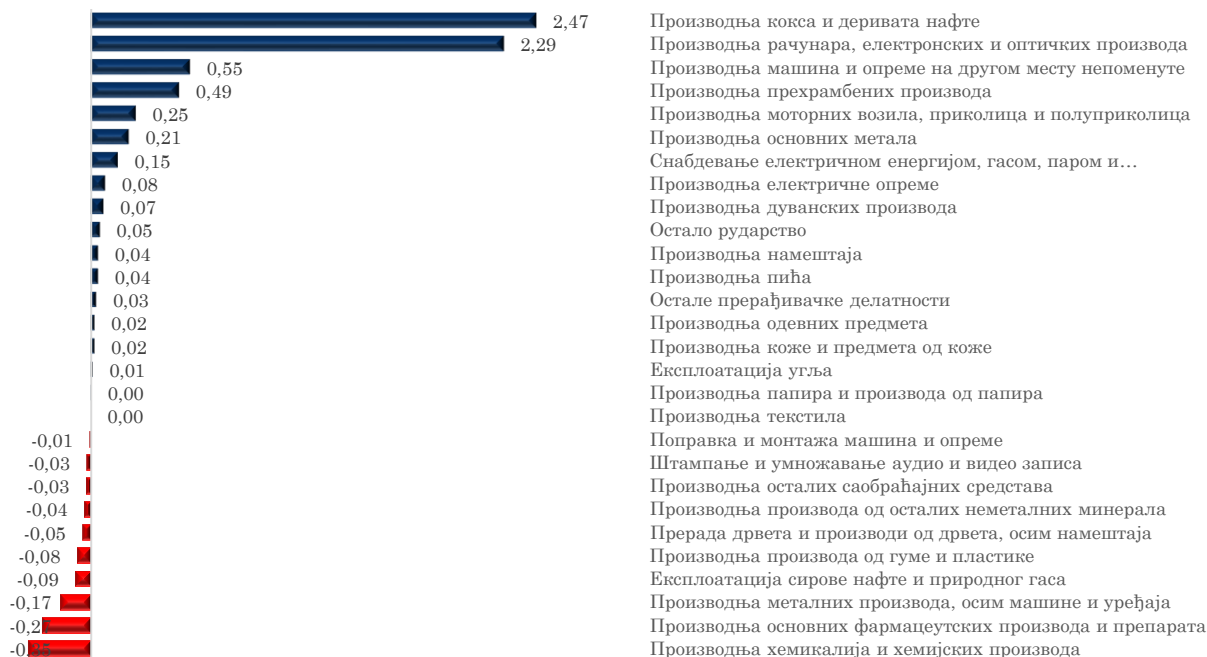 2,47 Производња кокса и деривата нафте
2,29 Производња рачунара, електронских и оптичких производа
0,55 Производња машина и опреме на другом месту непоменуте
0,49 Производња прехрамбених производа
0,25 Производња моторних возила, приколица и полуприколица
0,21 Производња основних метала
0,15 Снабдевање електричном енергијом, гасом, паром и…
0,08 Производња електричне опреме
0,07 Производња дуванских производа
0,05 Остало рударство
0,04 Производња намештаја
0,04 Производња пића
0,03 Остале прерађивачке делатности
0,02 Производња одевних предмета
0,02 Производња коже и предмета од коже
0,01 Експлоатација угља
0,00 Производња папира и производа од папира
0,00 Производња текстила
-0,01 Поправка и монтажа машина и опреме
-0,03 Штампање и умножавање аудио и видео записа
-0,03 Производња осталих саобраћајних средстава
-0,04 Производња производа од осталих неметалних минерала
-0,05 Прерада дрвета и производи од дрвета, осим намештаја
-0,08 Производња производа од гуме и пластике
-0,09 Експлоатација сирове нафте и природног гаса
-0,17 Производња металних производа, осим машине и уређаја
Производња основних фармацеутских производа и препарата
-0,35 Производња хемикалија и хемијских производа